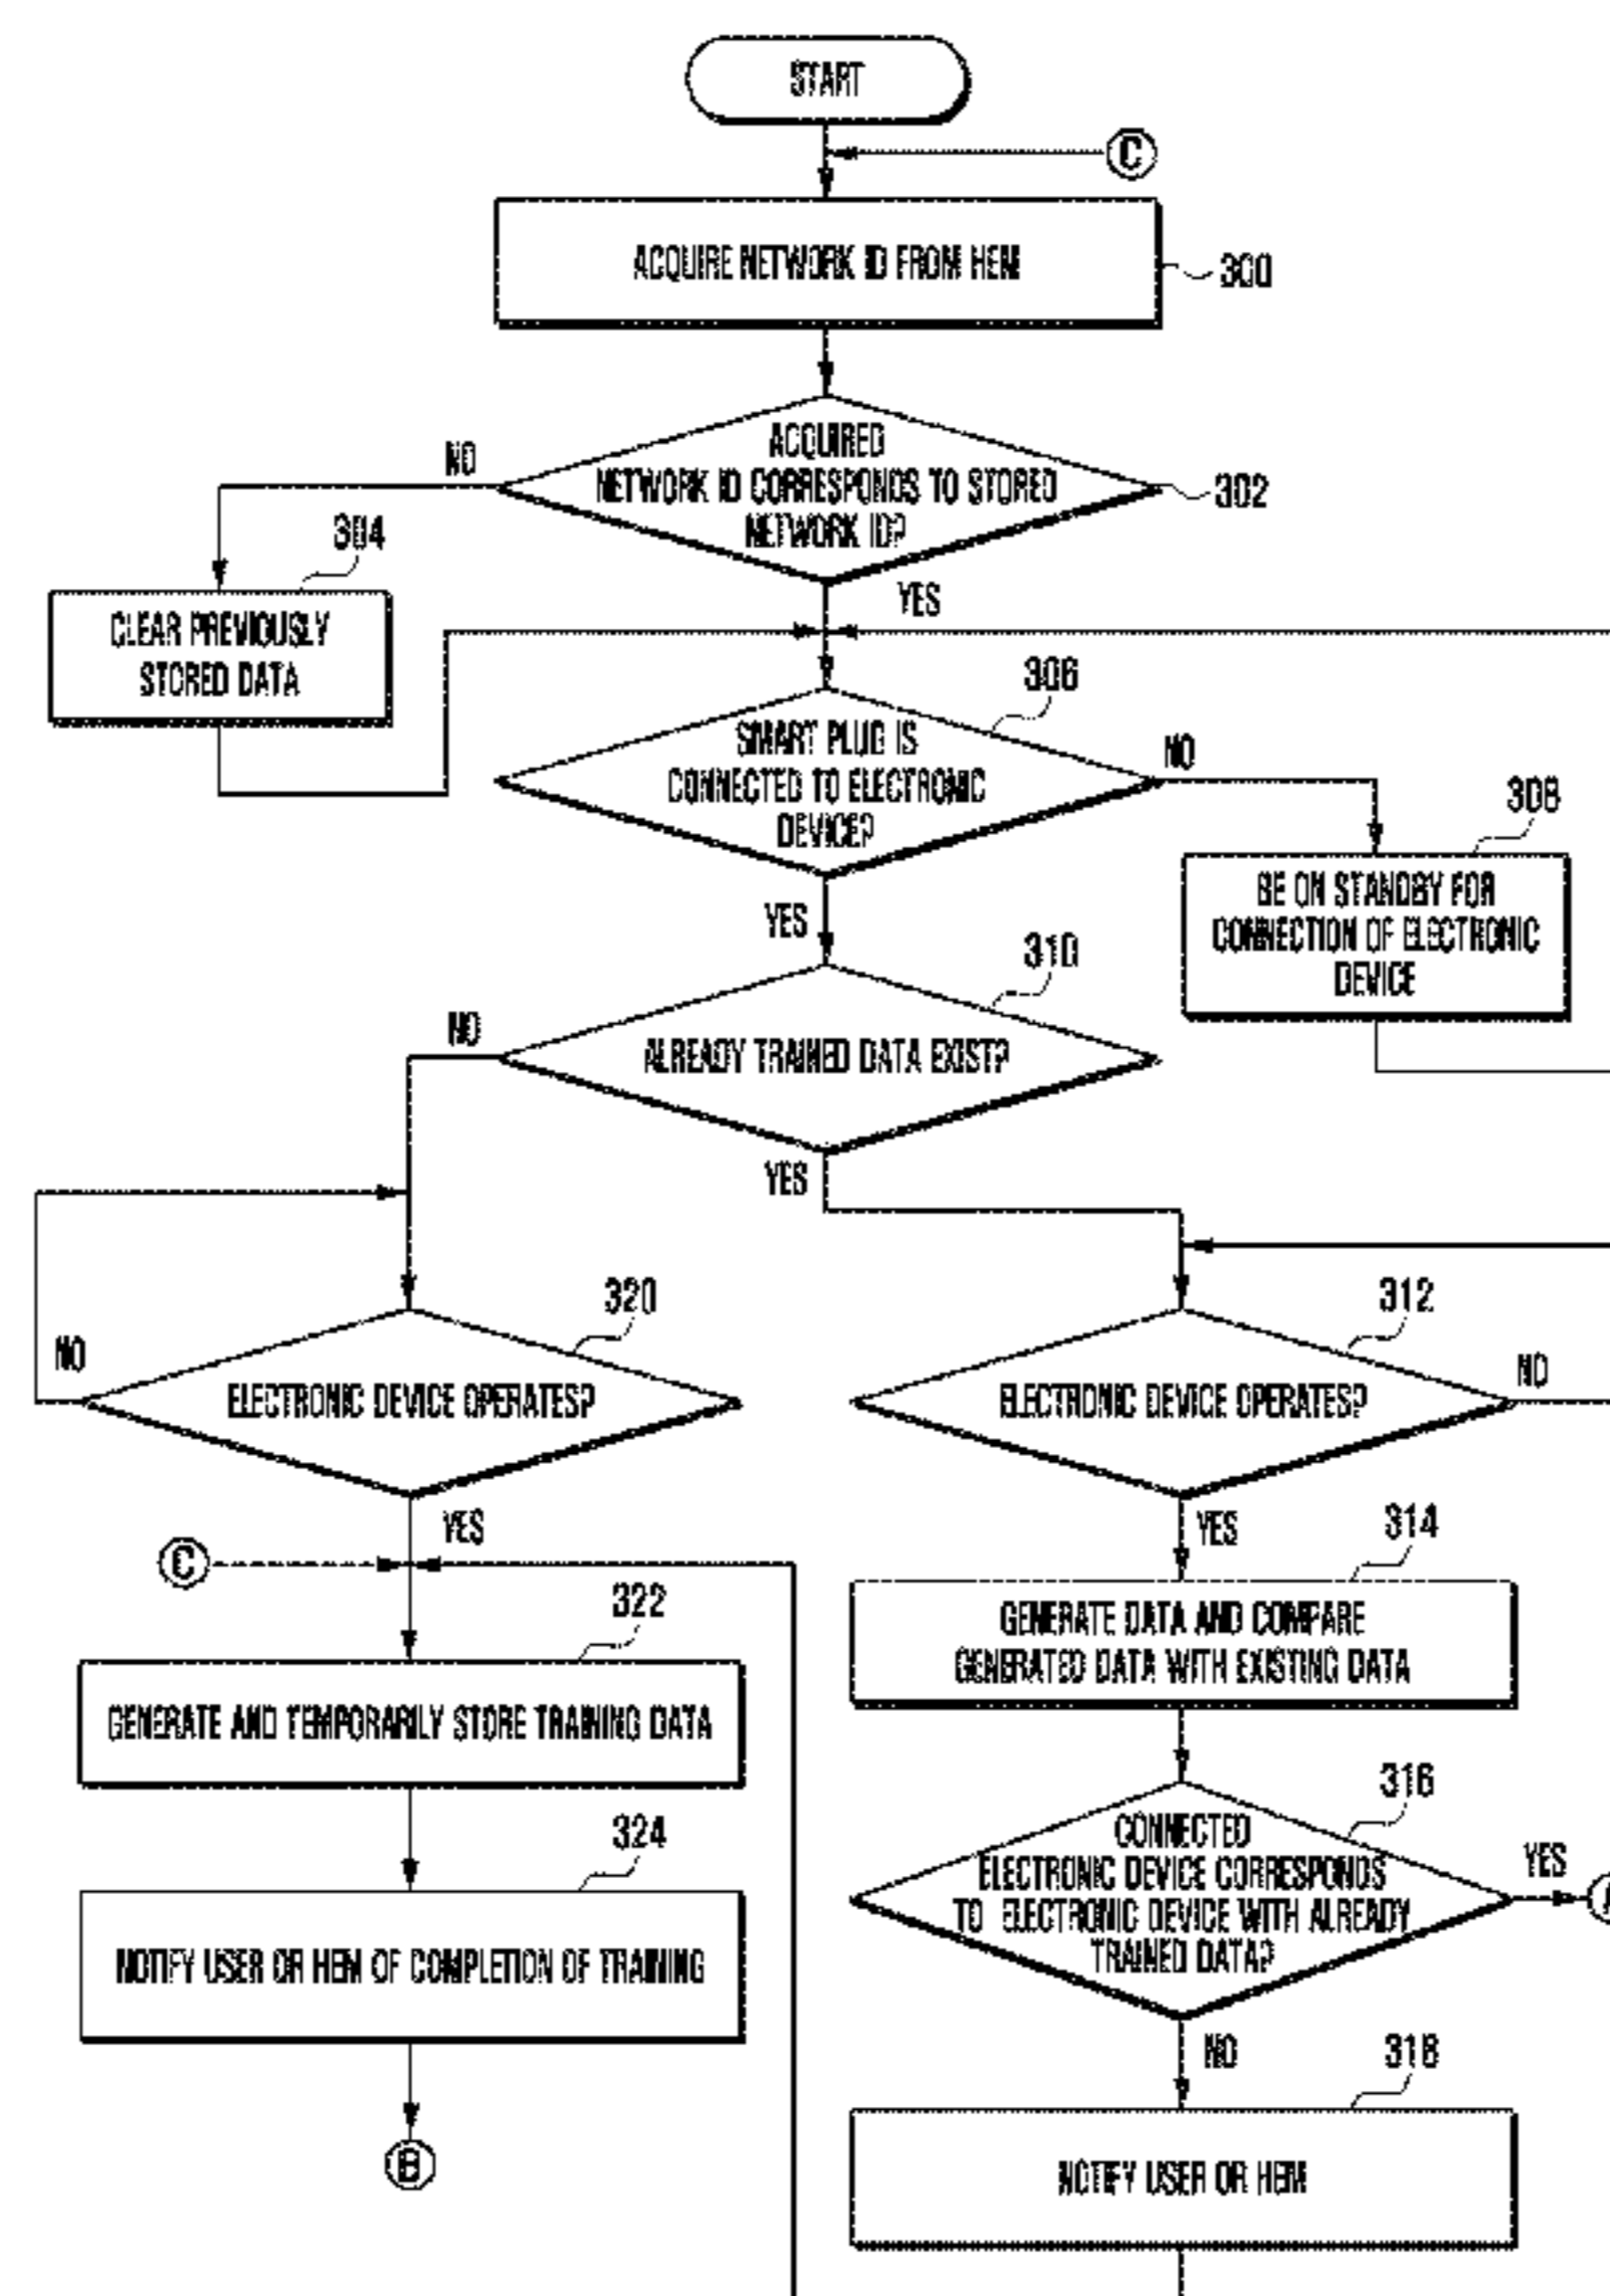 START
C
ACQUIRE NETWORK ID FROM HEM
300
ACQUIRED
NETWORK ID CORRESPONDS TO STORED
NETWORK ID?
302
NO
YES
304
CLEAR PREVIOUSLY
STORED DATA
306
SMART PLUG IS
CONNECTED TO ELECTRONIC
DEVICE?
NO
YES
308
BE ON STANDBY FOR
CONNECTION OF ELECTRONIC
DEVICE
310
ALREADY TRAINED DATA EXIST?
NO
YES
320
ELECTRONIC DEVICE OPERATES?
NO
YES
312
ELECTRONIC DEVICE OPERATES?
NO
YES
C
322
GENERATE AND TEMPORARILY STORE TRAINING DATA
314
GENERATE DATA AND COMPARE
GENERATED DATA WITH EXISTING DATA
324
NOTIFY USER OR HEM OF COMPLETION OF TRAINING
B
316
CONNECTED
ELECTRONIC DEVICE CORRESPONDS
TO ELECTRONIC DEVICE WITH ALREADY
TRAINED DATA?
YES
NO
318
NOTIFY USER OR HEM